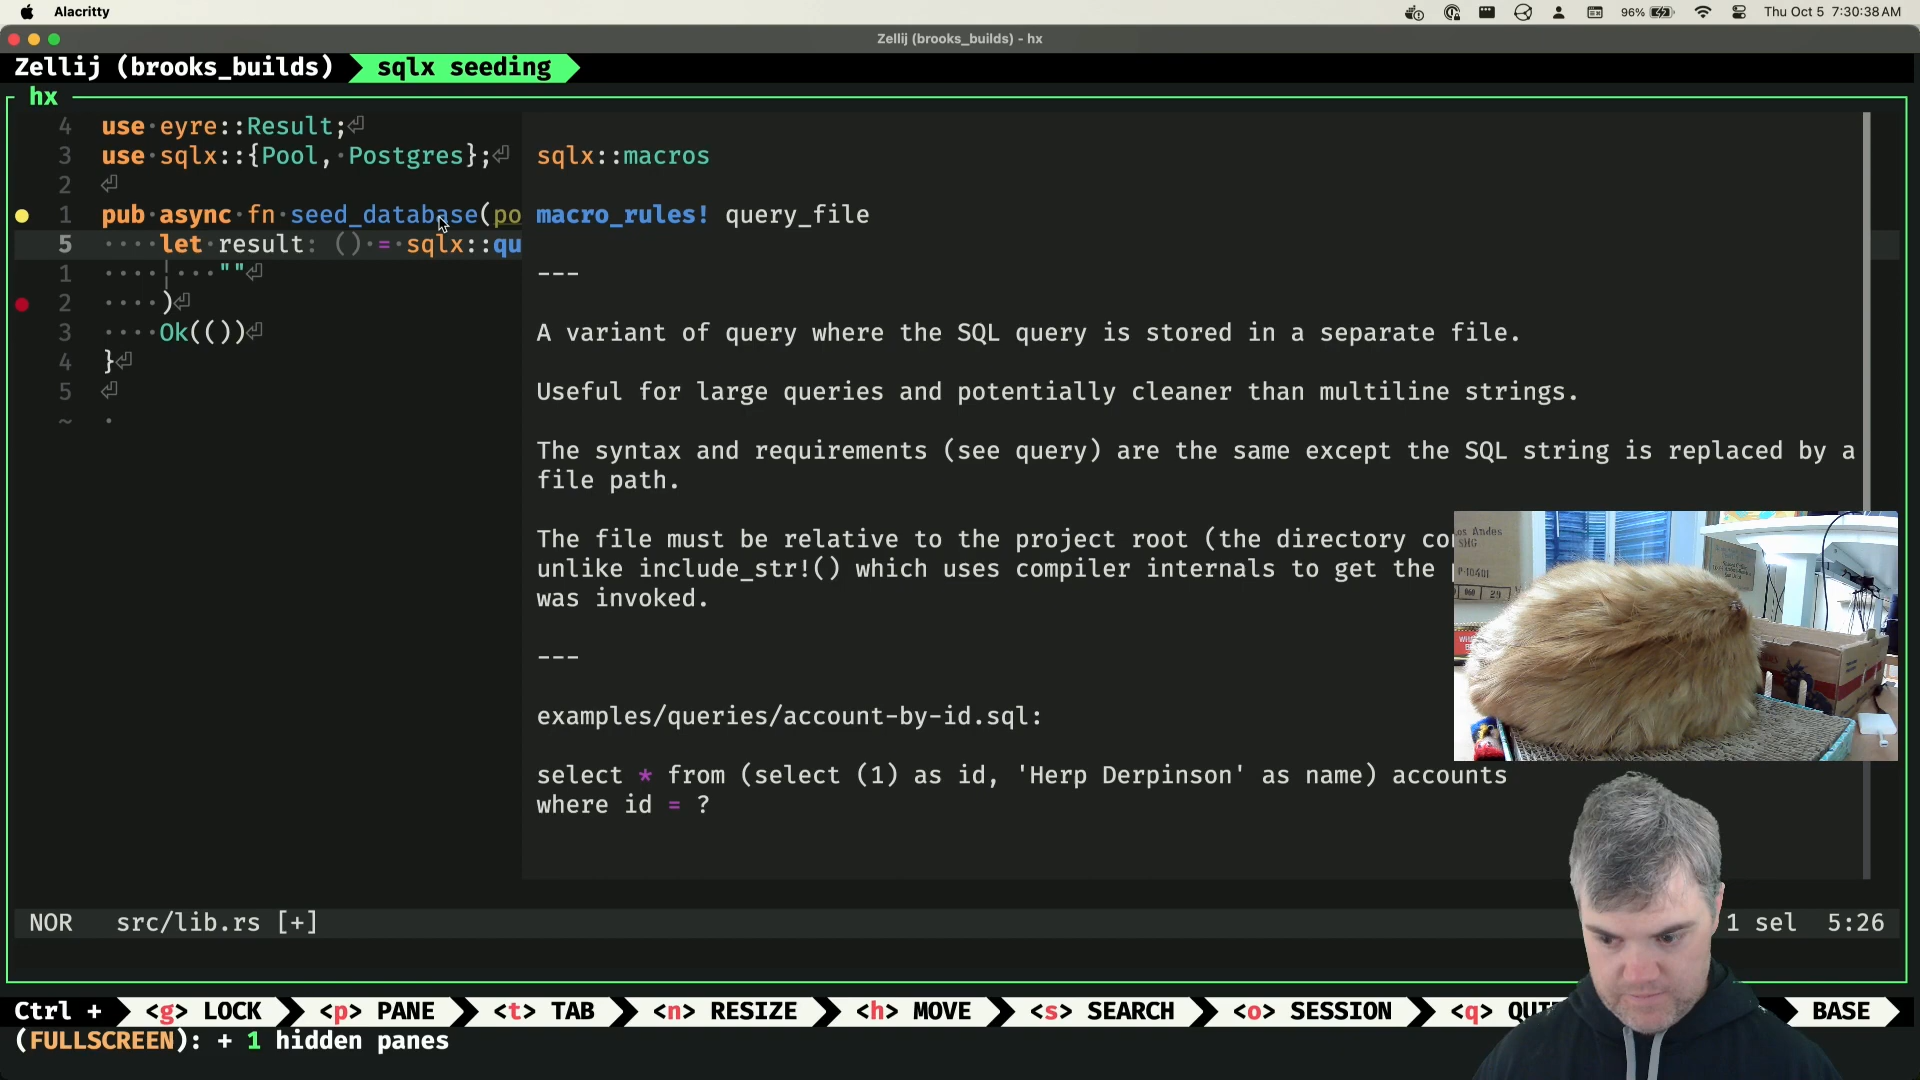 Alacritty
96%
Thu Oct 5 7:30:38 AM
Zellij (brooks_builds) - hx
Zellij (brooks_builds) sqlx seeding
hx
4 use·eyre::Result;⏎
3 use·sqlx::{Pool,·Postgres};⏎
2 ⏎
1 pub·async·fn·seed_database(po
5 ····let·result: ()·=·sqlx::qu
1 ····¦···""⏎
2 ····)⏎
3 ····Ok(())⏎
4 }⏎
5 ⏎
~ ·
sqlx::macros
macro_rules! query_file
---
A variant of query where the SQL query is stored in a separate file.
Useful for large queries and potentially cleaner than multiline strings.
The syntax and requirements (see query) are the same except the SQL string is replaced by a
file path.
The file must be relative to the project root (the directory co
unlike include_str!() which uses compiler internals to get the
was invoked.
---
examples/queries/account-by-id.sql:
select * from (select (1) as id, 'Herp Derpinson' as name) accounts
where id = ?
Los Andes
SHG
P-10401
060 29
NOR src/lib.rs [+] 1 sel 5:26
Ctrl + <g> LOCK <p> PANE <t> TAB <n> RESIZE <h> MOVE <s> SEARCH <o> SESSION <q> QUI BASE
(FULLSCREEN): + 1 hidden panes